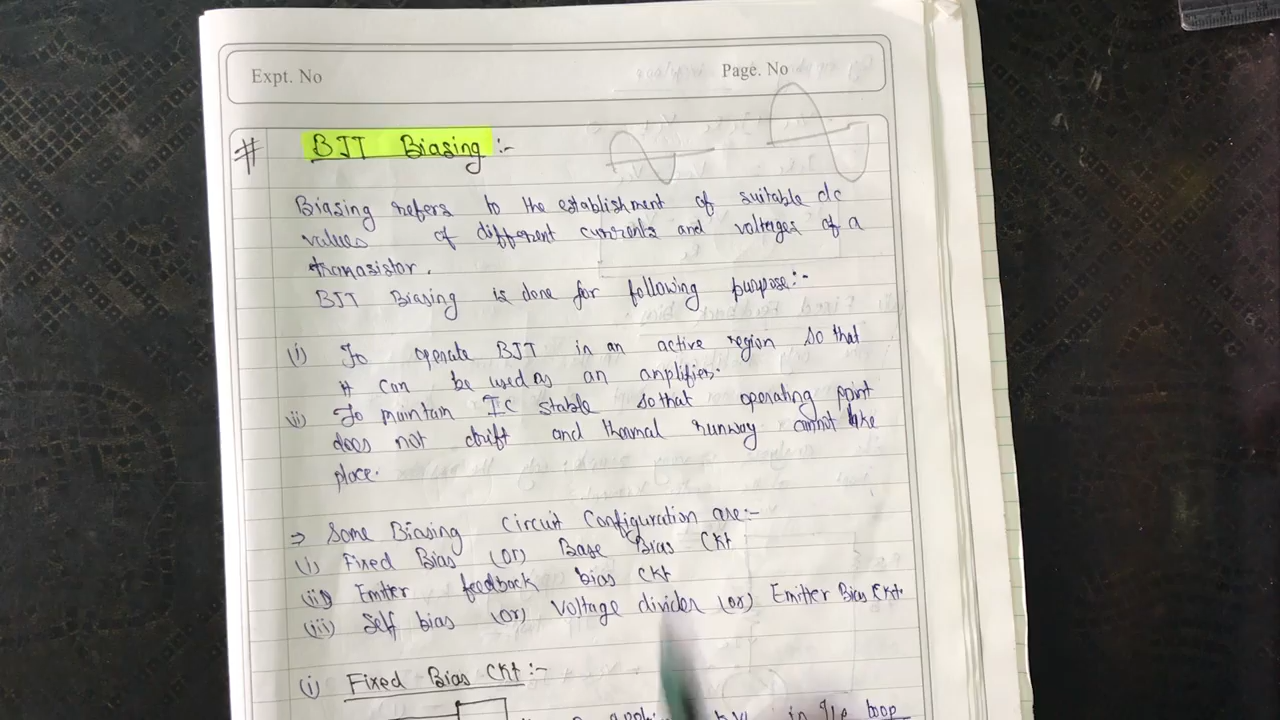 Expt. No
Page. No
# BJT Biasing :-
Biasing refers to the establishment of suitable dc
values of different currents and voltages of a
transistor.
BJT Biasing is done for following purpose:-
(i) To operate BJT in an active region so that
it can be used as an amplifier.
(ii) To maintain IC stable so that operating point
does not drift and thermal runway cannot take
place.
⇒ Some Biasing Circuit Configuration are:-
(i) Fixed Bias (or) Base Bias CKt
(ii) Emitter feedback bias CKt
(iii) Self bias (or) Voltage divider (or) Emitter Bias CKt.
(i) Fixed Bias CKt :-
in I/p loop